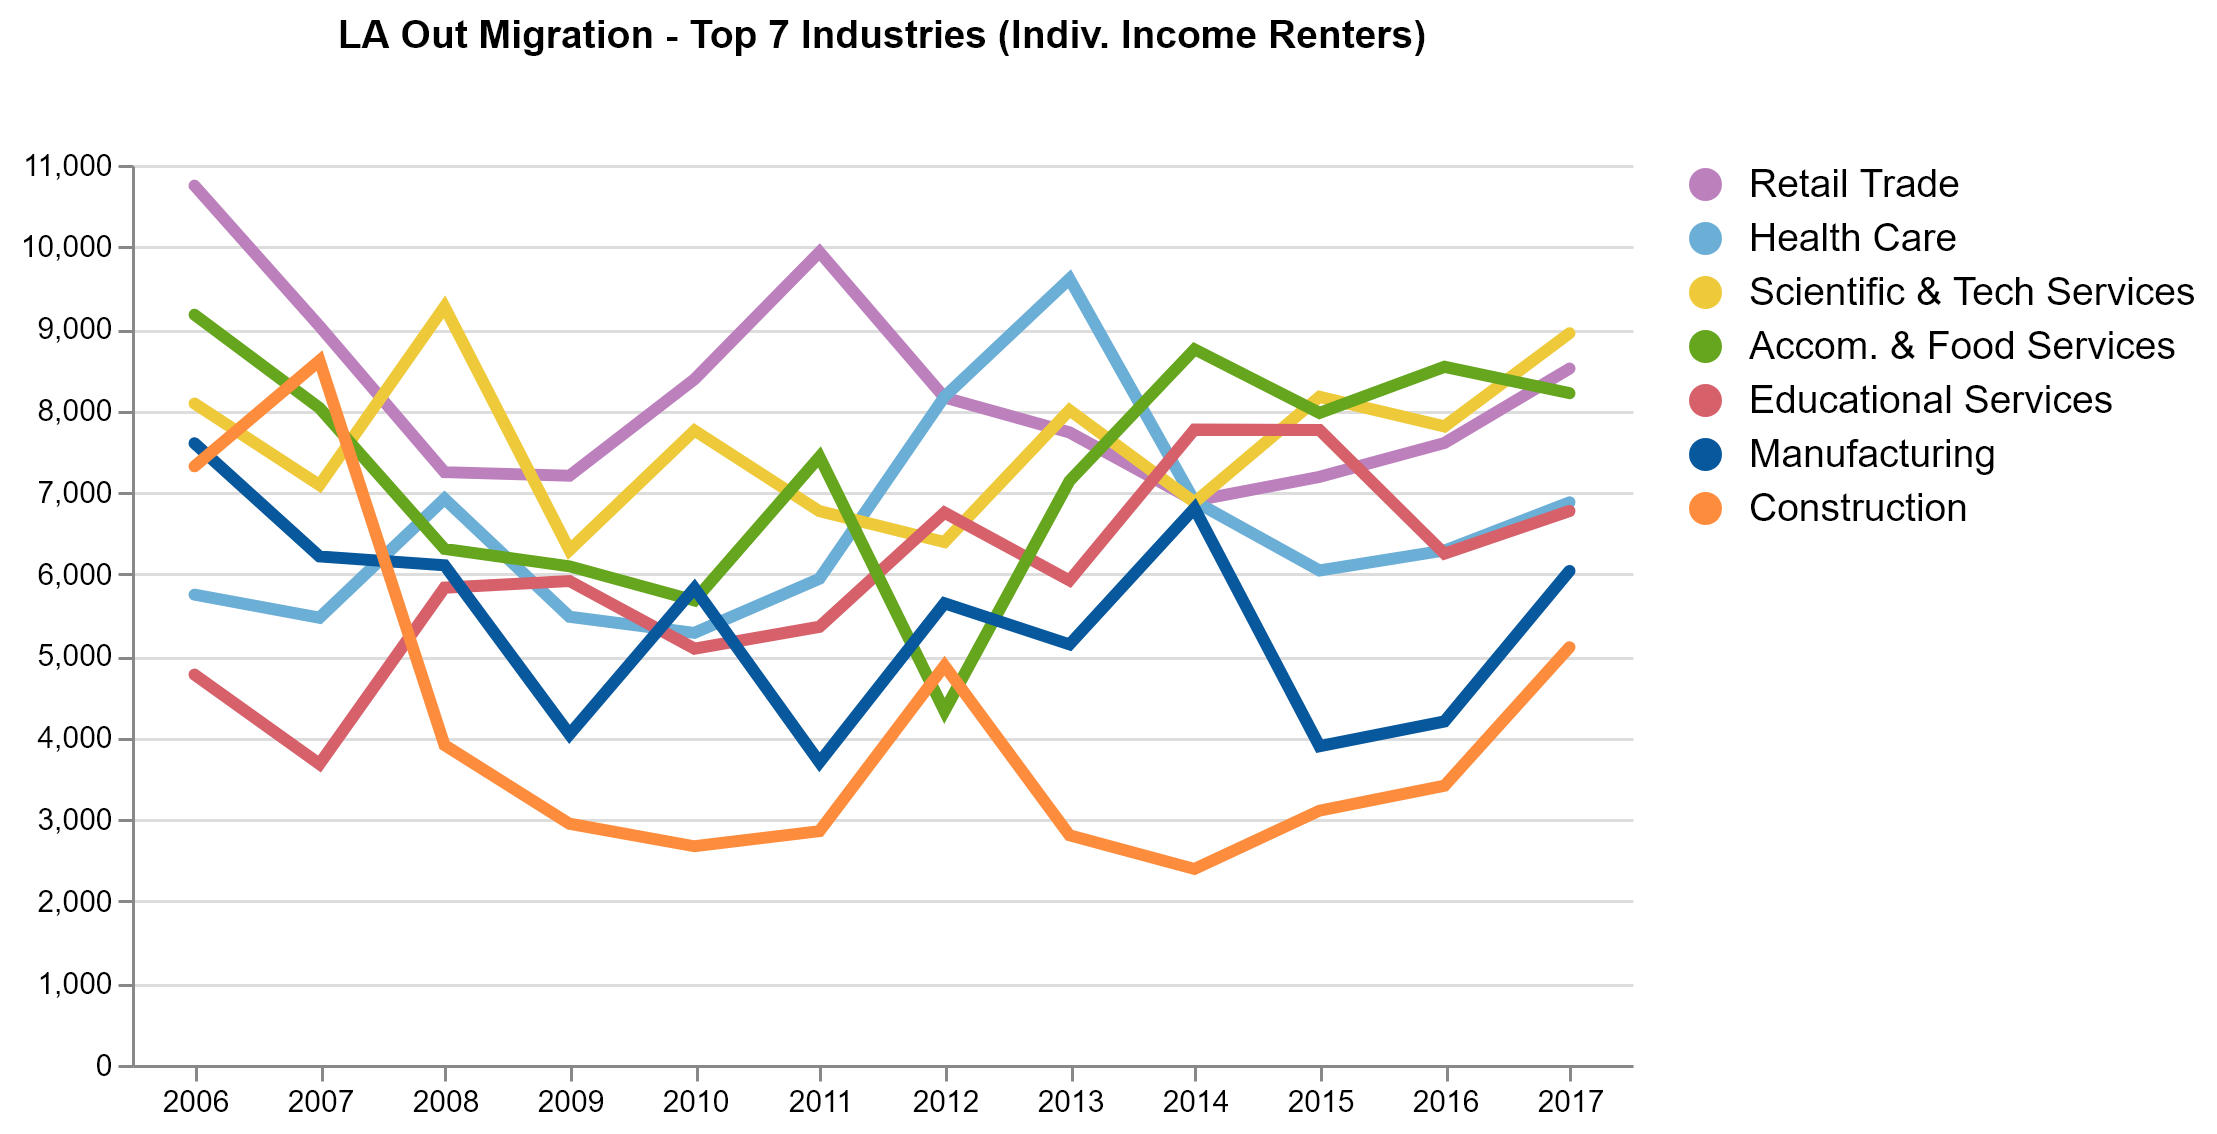 LA Out Migration - Top 7 Industries (Indiv. Income Renters)
11,000
10,000
9,000
8,000
7,000
6,000
5,000
4,000
3,000
2,000
1,000
0
2006 2007 2008 2009 2010 2011 2012 2013 2014 2015 2016 2017
Retail Trade
Health Care
Scientific & Tech Services
Accom. & Food Services
Educational Services
Manufacturing
Construction